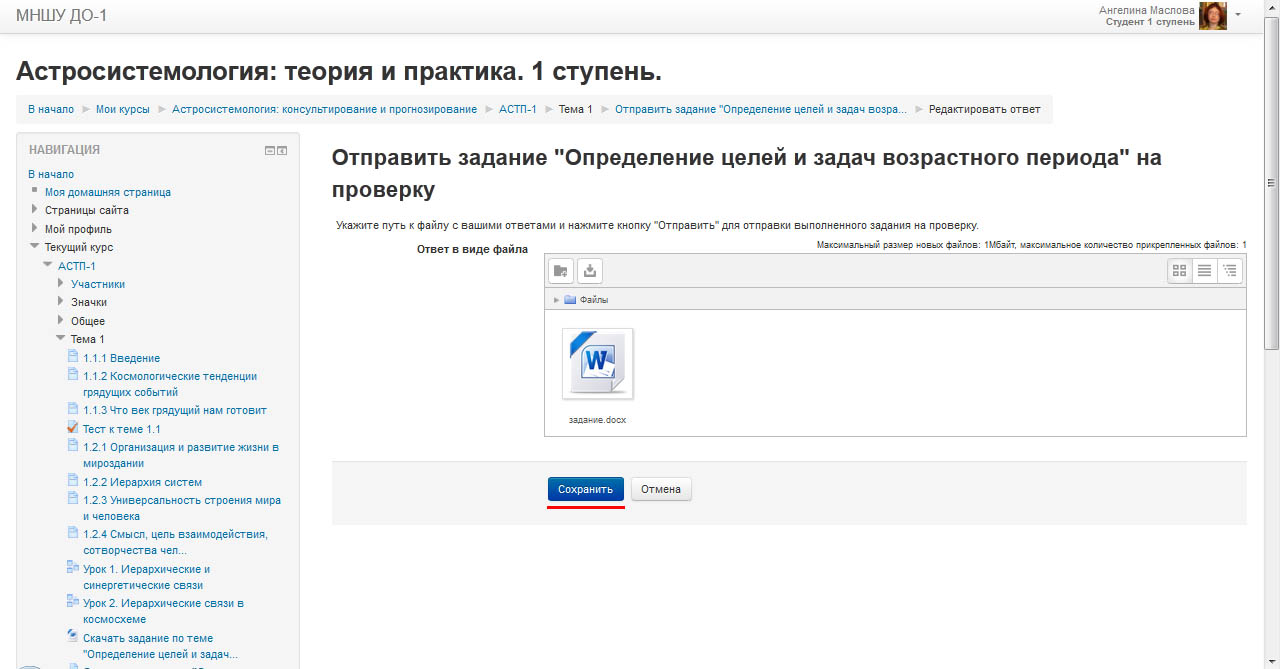 МНШУ ДО-1
Ангелина Маслова
Студент 1 ступень
Астросистемология: теория и практика. 1 ступень.
В начало Мои курсы Астросистемология: консультирование и прогнозирование АСТП-1 Тема 1 Отправить задание "Определение целей и задач возра... Редактировать ответ
НАВИГАЦИЯ
В начало
Моя домашняя страница
Страницы сайта
Мой профиль
Текущий курс
АСТП-1
Участники
Значки
Общее
Тема 1
1.1.1 Введение
1.1.2 Космологические тенденции
грядущих событий
1.1.3 Что век грядущий нам готовит
Тест к теме 1.1
1.2.1 Организация и развитие жизни в
мироздании
1.2.2 Иерархия систем
1.2.3 Универсальность строения мира
и человека
1.2.4 Смысл, цель взаимодействия,
сотворчества чел...
Урок 1. Иерархические и
синергетические связи
Урок 2. Иерархические связи в
космосхеме
Скачать задание по теме
"Определение целей и задач...
Отправить задание "Определение целей и задач возрастного периода" на
проверку
Укажите путь к файлу с вашими ответами и нажмите кнопку "Отправить" для отправки выполненного задания на проверку.
Ответ в виде файла
Максимальный размер новых файлов: 1Мбайт, максимальное количество прикрепленных файлов: 1
Файлы
W
задание.docx
Сохранить Отмена